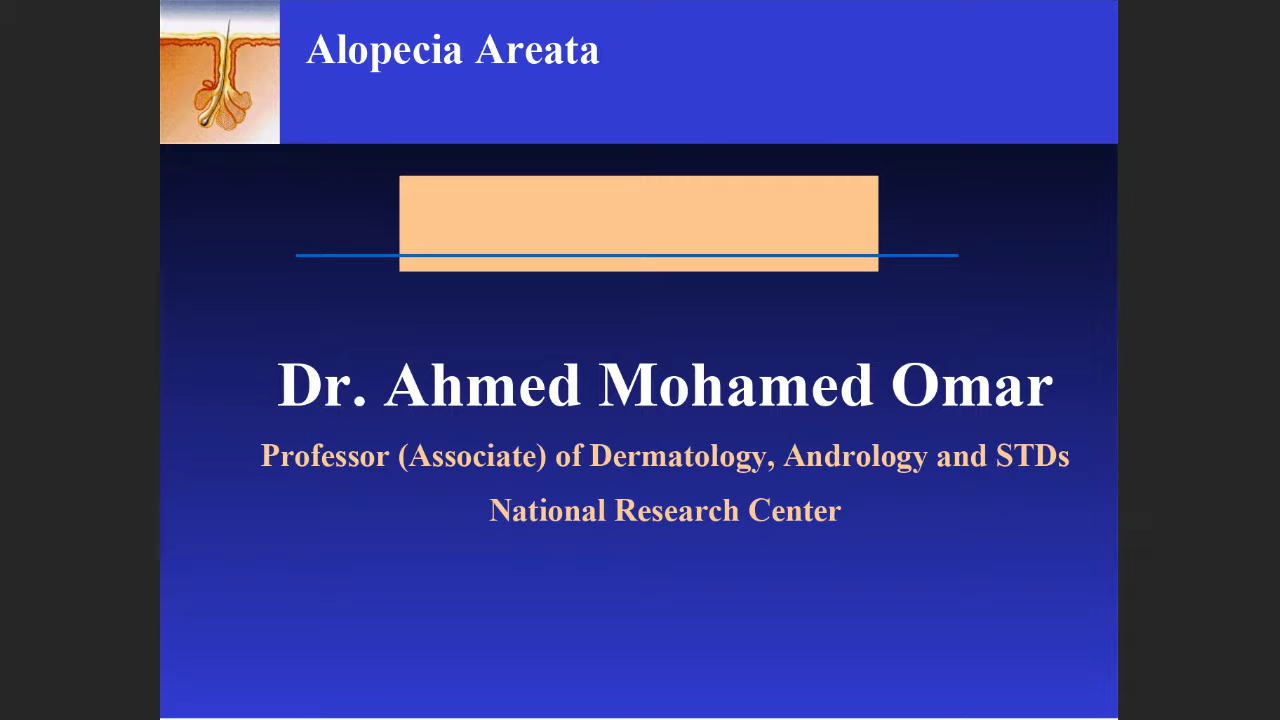 Alopecia Areata
Dr. Ahmed Mohamed Omar
Professor (Associate) of Dermatology, Andrology and STDs
National Research Center